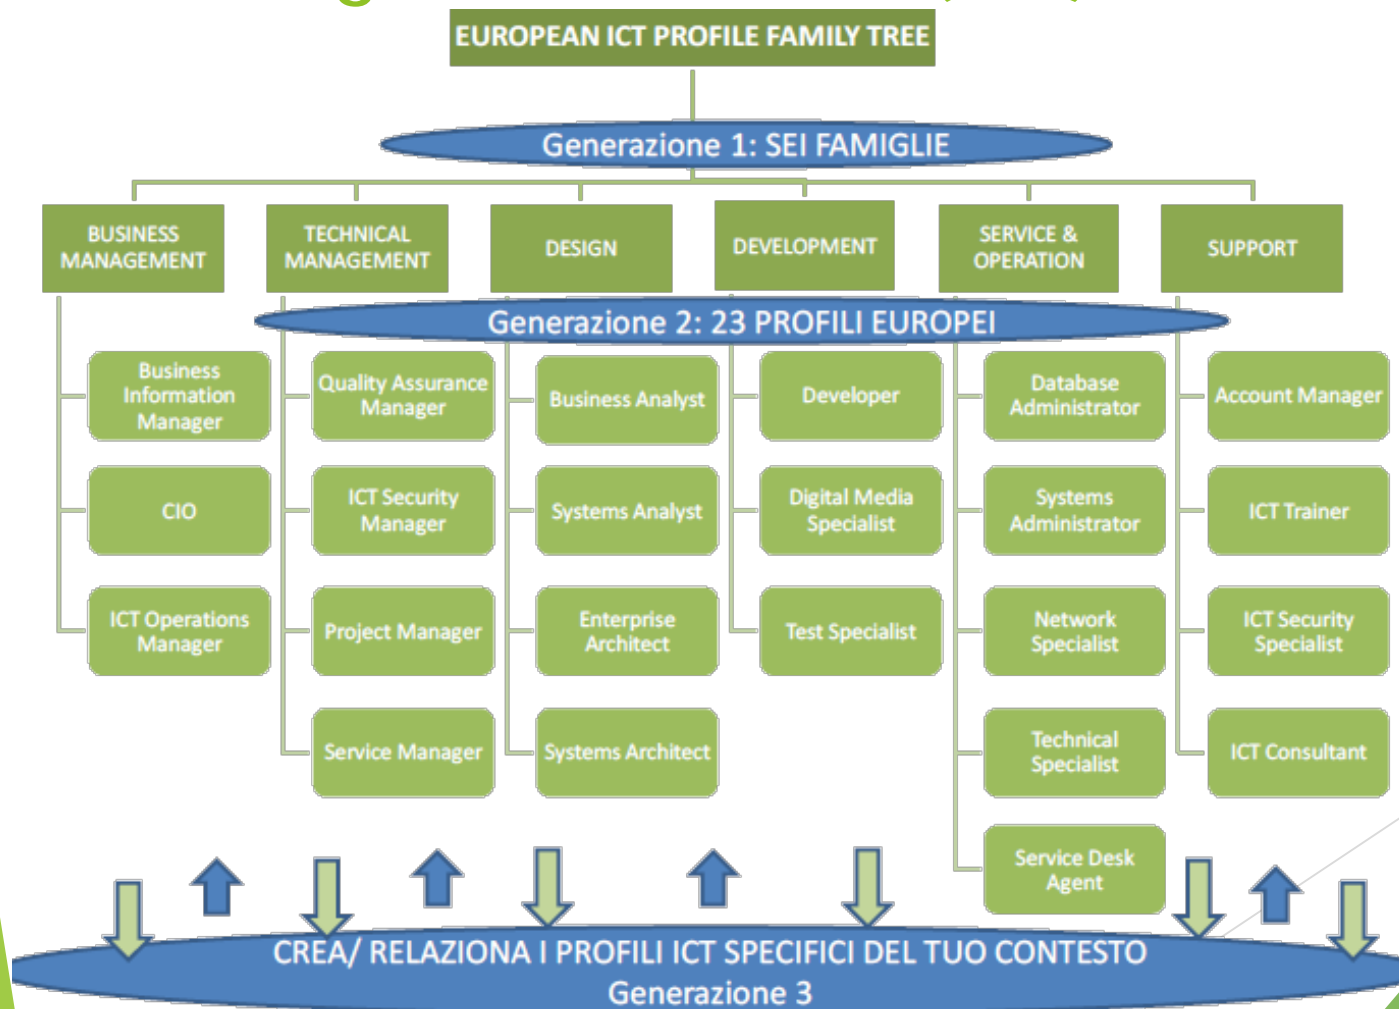 EUROPEAN ICT PROFILE FAMILY TREE
Generazione 1: SEI FAMIGLIE
BUSINESS
MANAGEMENT
TECHNICAL
MANAGEMENT
DESIGN
DEVELOPMENT
SERVICE &
OPERATION
SUPPORT
Generazione 2: 23 PROFILI EUROPEI
Business
Information
Manager
CIO
ICT Operations
Manager
Quality Assurance
Manager
ICT Security
Manager
Project Manager
Service Manager
Business Analyst
Systems Analyst
Enterprise
Architect
Systems Architect
Developer
Digital Media
Specialist
Test Specialist
Database
Administrator
Systems
Administrator
Network
Specialist
Technical
Specialist
Service Desk
Agent
Account Manager
ICT Trainer
ICT Security
Specialist
ICT Consultant
CREA/ RELAZIONA I PROFILI ICT SPECIFICI DEL TUO CONTESTO
Generazione 3